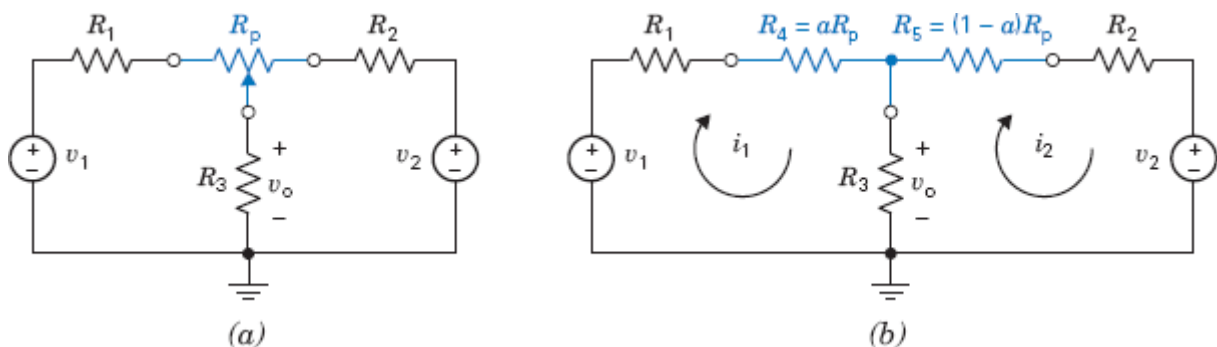 R1 Rp R2
+ − v1
R3
+ vo −
v2 + −
(a)
R1 R4 = aRp R5 = (1 − a)Rp R2
+ − v1
i1
R3
+ vo −
i2
v2 + −
(b)